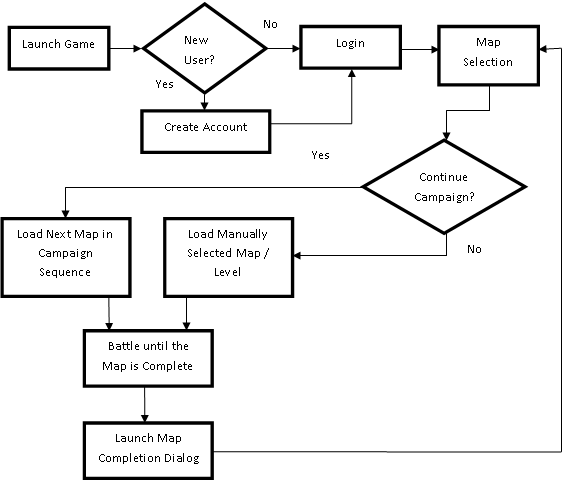 No
Launch Game
New
User?
Login
Map
Selection
Yes
Create Account
Yes
Continue
Campaign?
Load Next Map in
Campaign
Sequence
Load Manually
Selected Map /
Level
No
Battle until the
Map is Complete
Launch Map
Completion Dialog